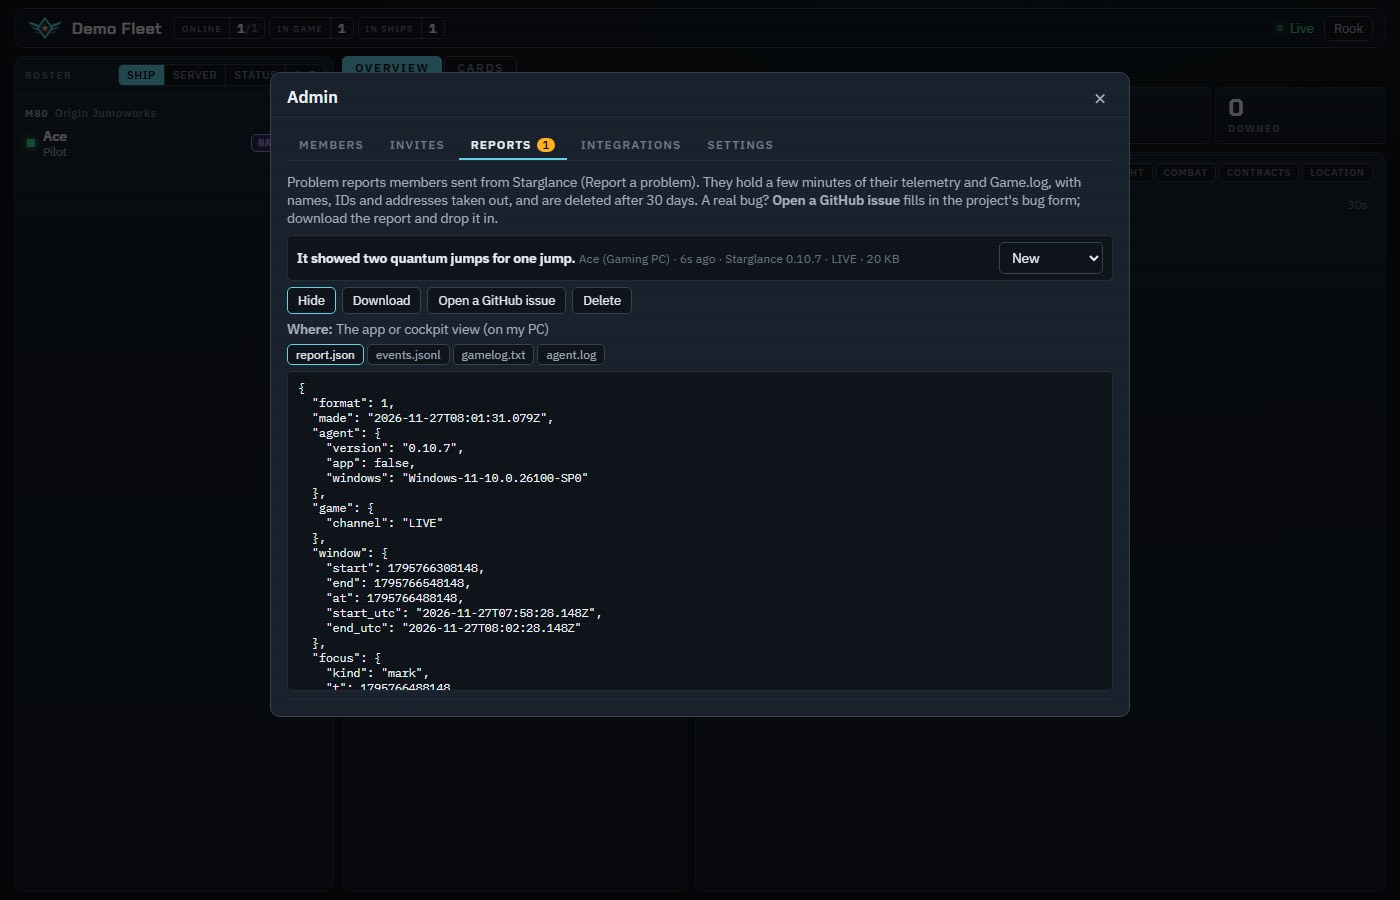 Demo Fleet
ONLINE 1/1
IN GAME 1
IN SHIPS 1
Live
Rook
ROSTER
SHIP
SERVER
STATUS
OVERVIEW
CARDS
M80 Origin Jumpworks
Ace
Pilot
0
DOWNED
COMBAT
CONTRACTS
LOCATION
30s
Admin
×
MEMBERS
INVITES
REPORTS 1
INTEGRATIONS
SETTINGS
Problem reports members sent from Starglance (Report a problem). They hold a few minutes of their telemetry and Game.log, with
names, IDs and addresses taken out, and are deleted after 30 days. A real bug? Open a GitHub issue fills in the project's bug form;
download the report and drop it in.
It showed two quantum jumps for one jump. Ace (Gaming PC) · 6s ago · Starglance 0.10.7 · LIVE · 20 KB
New
Hide
Download
Open a GitHub issue
Delete
Where: The app or cockpit view (on my PC)
report.json
events.jsonl
gamelog.txt
agent.log
{
"format": 1,
"made": "2026-11-27T08:01:31.079Z",
"agent": {
"version": "0.10.7",
"app": false,
"windows": "Windows-11-10.0.26100-SP0"
},
"game": {
"channel": "LIVE"
},
"window": {
"start": 1795766308148,
"end": 1795766548148,
"at": 1795766488148,
"start_utc": "2026-11-27T07:58:28.148Z",
"end_utc": "2026-11-27T08:02:28.148Z"
},
"focus": {
"kind": "mark",
"t": 1795766488148